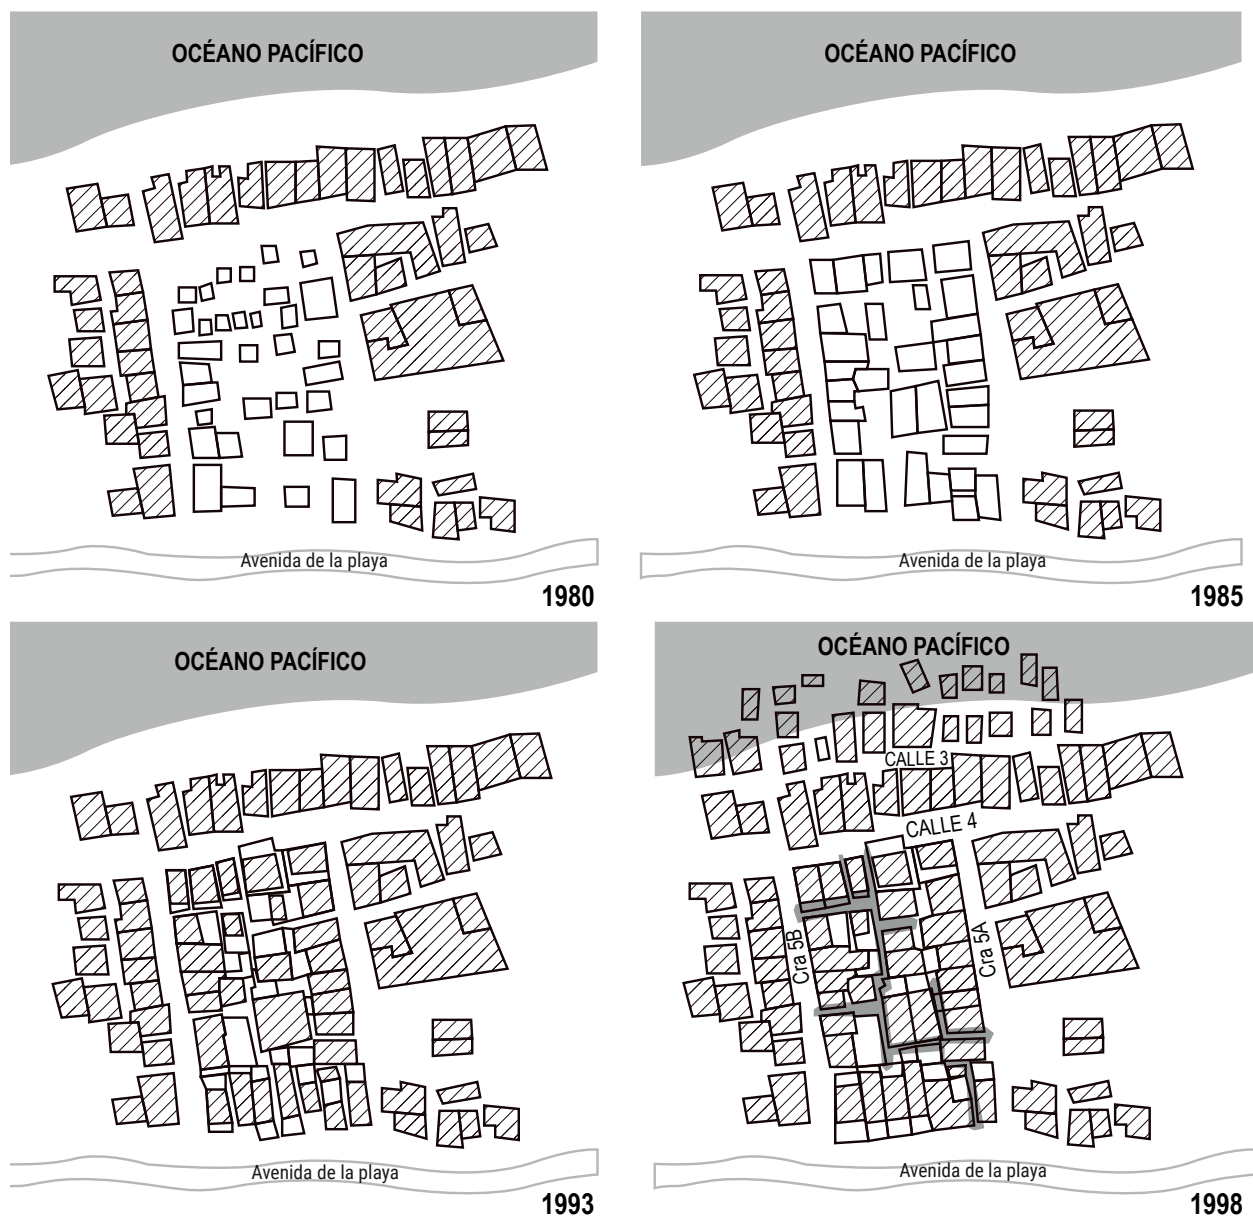 OCÉANO PACÍFICO
Avenida de la playa
1980
OCÉANO PACÍFICO
Avenida de la playa
1985
OCÉANO PACÍFICO
Avenida de la playa
1993
OCÉANO PACÍFICO
CALLE 3
CALLE 4
Cra 5B
Cra 5A
Avenida de la playa
1998